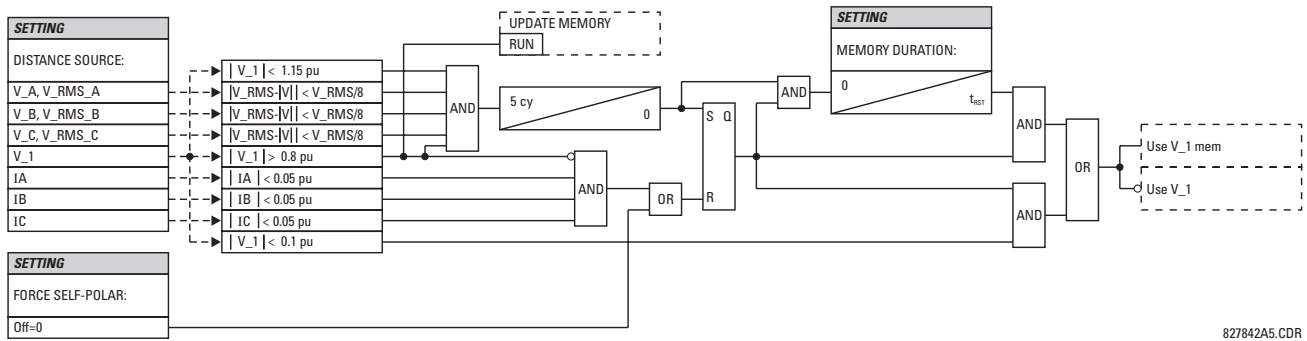 SETTING
DISTANCE SOURCE:
V_A, V_RMS_A
V_B, V_RMS_B
V_C, V_RMS_C
V_1
IA
IB
IC
SETTING
FORCE SELF-POLAR:
Off=0
| V_1 | < 1.15 pu
|V_RMS-|V|| < V_RMS/8
|V_RMS-|V|| < V_RMS/8
|V_RMS-|V|| < V_RMS/8
| V_1 | > 0.8 pu
| IA | < 0.05 pu
| IB | < 0.05 pu
| IC | < 0.05 pu
| V_1 | < 0.1 pu
UPDATE MEMORY
RUN
AND
5 cy
0
AND
OR
S Q
R
AND
SETTING
MEMORY DURATION:
0
tRST
AND
AND
OR
Use V_1 mem
Use V_1
827842A5.CDR